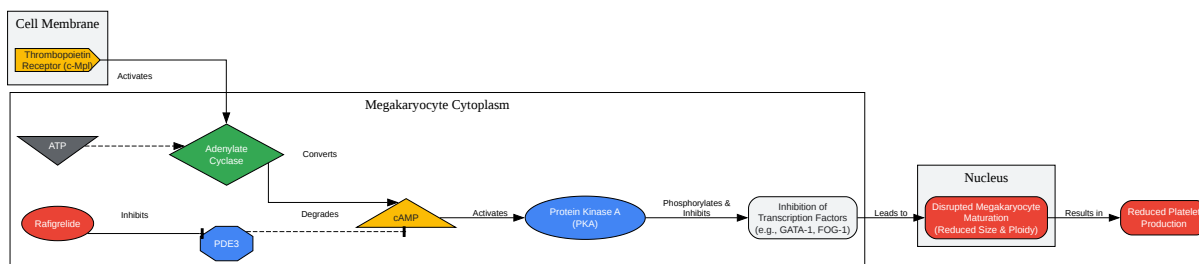 Cell Membrane
Thrombopoietin
Receptor (c-Mpl)
Activates
Megakaryocyte Cytoplasm
ATP
Adenylate
Cyclase
Converts
Rafigrelide
Inhibits
PDE3
Degrades
cAMP
Activates
Protein Kinase A
(PKA)
Phosphorylates &
Inhibits
Inhibition of
Transcription Factors
(e.g., GATA-1, FOG-1)
Leads to
Nucleus
Disrupted Megakaryocyte
Maturation
(Reduced Size & Ploidy)
Results in
Reduced Platelet
Production